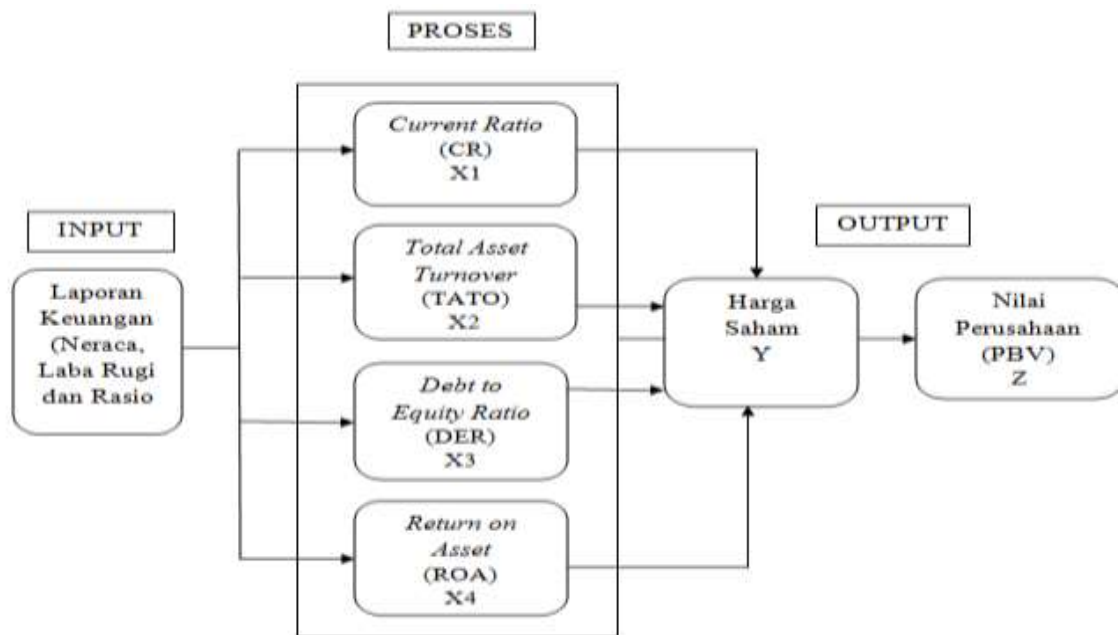 PROSES
INPUT
Laporan
Keuangan
(Neraca,
Laba Rugi
dan Rasio
Current Ratio
(CR)
X1
Total Asset
Turnover
(TATO)
X2
Debt to
Equity Ratio
(DER)
X3
Return on
Asset
(ROA)
X4
OUTPUT
Harga
Saham
Y
Nilai
Perusahaan
(PBV)
Z